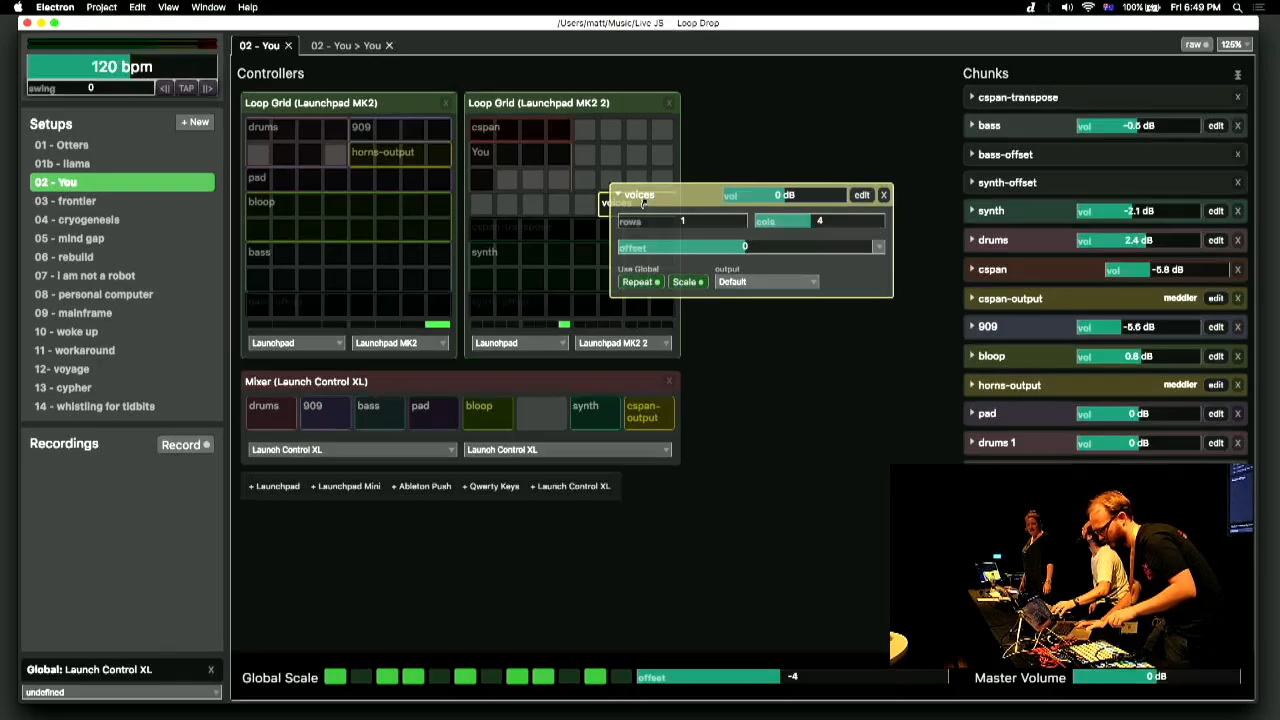 Electron Project Edit View Window Help
100% Fri 6:49 PM
/Users/matt/Music/Live JS Loop Drop
120 bpm
swing 0 TAP
Setups + New
01 - Otters
01b - llama
02 - You
03 - frontier
04 - cryogenesis
05 - mind gap
06 - rebuild
07 - I am not a robot
08 - personal computer
09 - mainframe
10 - woke up
11 - workaround
12- voyage
13 - cypher
14 - whistling for tidbits
Recordings Record
Global: Launch Control XL X
undefined
02 - You X 02 - You > You X
raw 125%
Controllers
Loop Grid (Launchpad MK2) X
drums 909
horns-output
pad
bloop
bass
Launchpad Launchpad MK2
Loop Grid (Launchpad MK2 2) X
cspan
You
cspan-transpose
synth
synth-offset
Launchpad Launchpad MK2 2
voices vol 0 dB edit X
rows 1 cols 4
offset 0
Use Global output
Repeat Scale Default
Mixer (Launch Control XL) X
drums 909 bass pad bloop synth cspan-output
Launch Control XL Launch Control XL
+ Launchpad + Launchpad Mini + Ableton Push + Qwerty Keys + Launch Control XL
Chunks
cspan-transpose X
bass vol -0.5 dB edit X
bass-offset X
synth-offset X
synth vol -2.1 dB edit X
drums vol 2.4 dB edit X
cspan vol -5.8 dB X
cspan-output meddler edit X
909 vol -5.6 dB edit X
bloop vol 0.8 dB edit X
horns-output meddler edit X
pad vol 0 dB edit X
drums 1 vol 0 dB edit X
Global Scale offset -4
Master Volume 0 dB